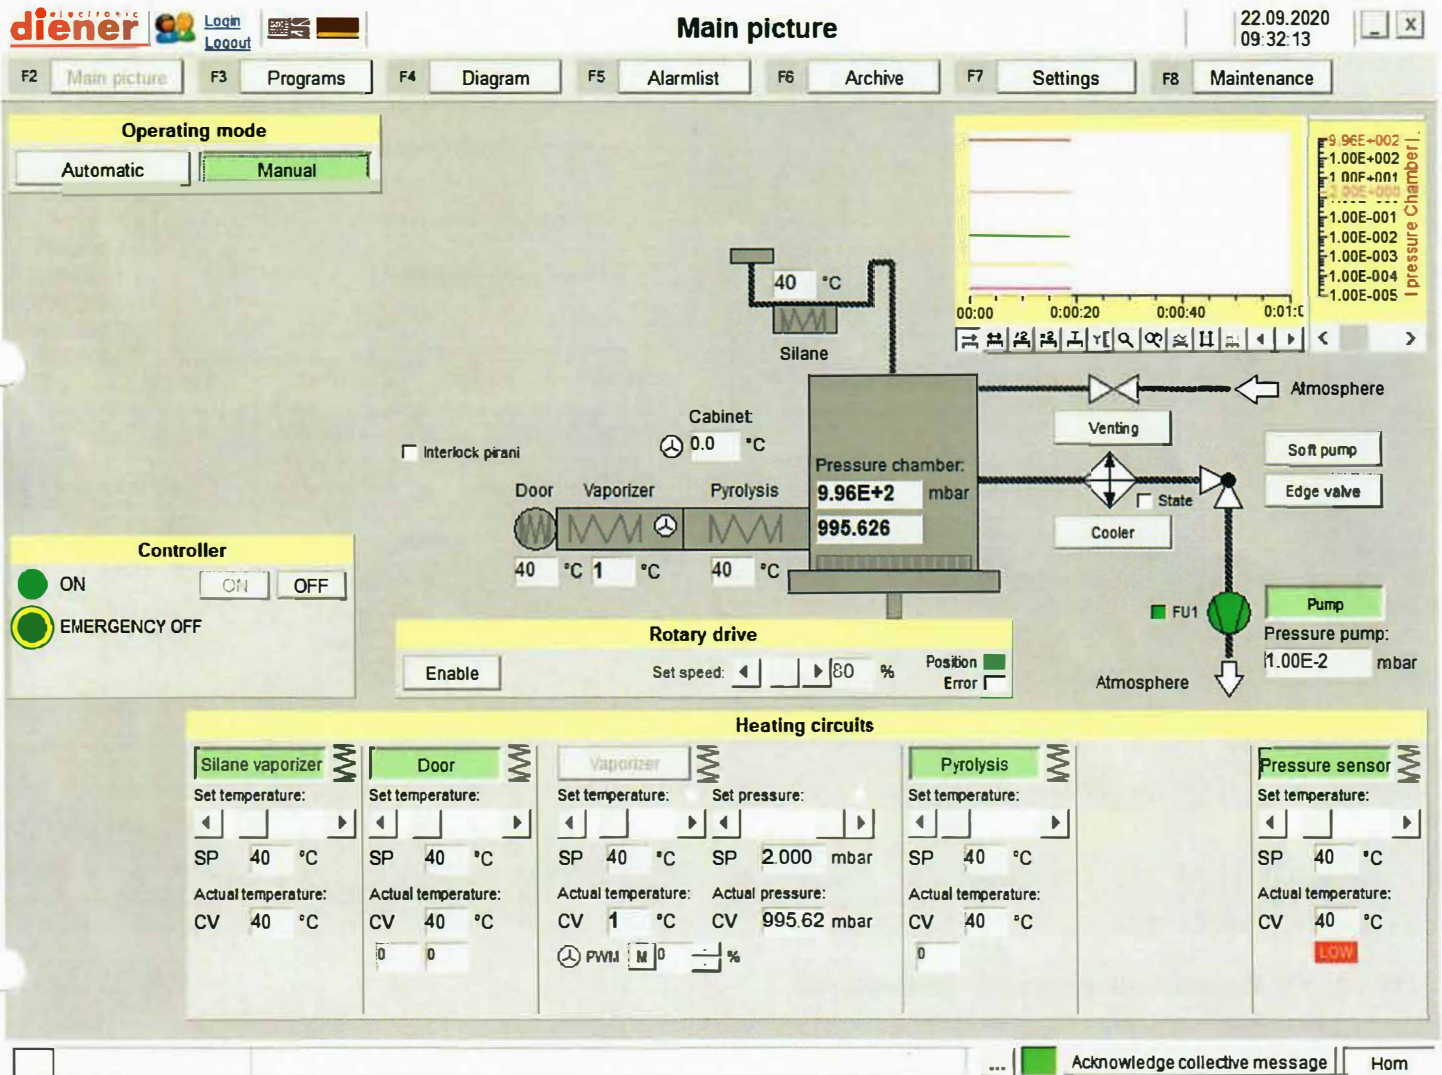 electronic
diener
Login
Logout
Main picture
22.09.2020
09:32:13
_ X
F2 Main picture F3 Programs F4 Diagram F5 Alarmlist F6 Archive F7 Settings F8 Maintenance
Operating mode
Automatic Manual
9.96E+002
1.00E+002
1.00E+001
2.00E+000
1.00E-001
1.00E-002
1.00E-003
1.00E-004
1.00E-005
pressure Chamber
00:00 0:00:20 0:00:40
40 °C
Silane
Atmosphere
Venting
Cabinet:
0.0 °C
Interlock pirani
Soft pump
Pressure chamber:
9.96E+2 mbar
995.626
Door Vaporizer Pyrolysis
State
Edge valve
Cooler
40 °C 1 °C 40 °C
Controller
ON ON OFF
EMERGENCY OFF
FU1
Pump
Pressure pump:
1.00E-2 mbar
Atmosphere
Rotary drive
Enable Set speed: 80 %
Position
Error
Heating circuits
Silane vaporizer Door Vaporizer Pyrolysis Pressure sensor
Set temperature: Set temperature: Set temperature: Set pressure: Set temperature: Set temperature:
SP 40 °C SP 40 °C SP 40 °C SP 2.000 mbar SP 40 °C SP 40 °C
Actual temperature: Actual temperature: Actual temperature: Actual pressure: Actual temperature: Actual temperature:
CV 40 °C CV 40 °C CV 1 °C CV 995.62 mbar CV 40 °C CV 40 °C
0 0 PWM M 0 % 0 LOW
... Acknowledge collective message Hom